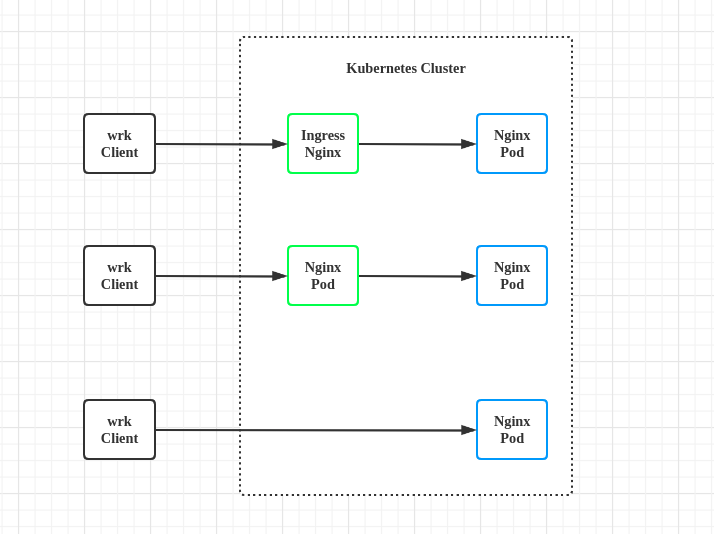 Kubernetes Cluster
wrk
Client
Ingress
Nginx
Nginx
Pod
wrk
Client
Nginx
Pod
Nginx
Pod
wrk
Client
Nginx
Pod